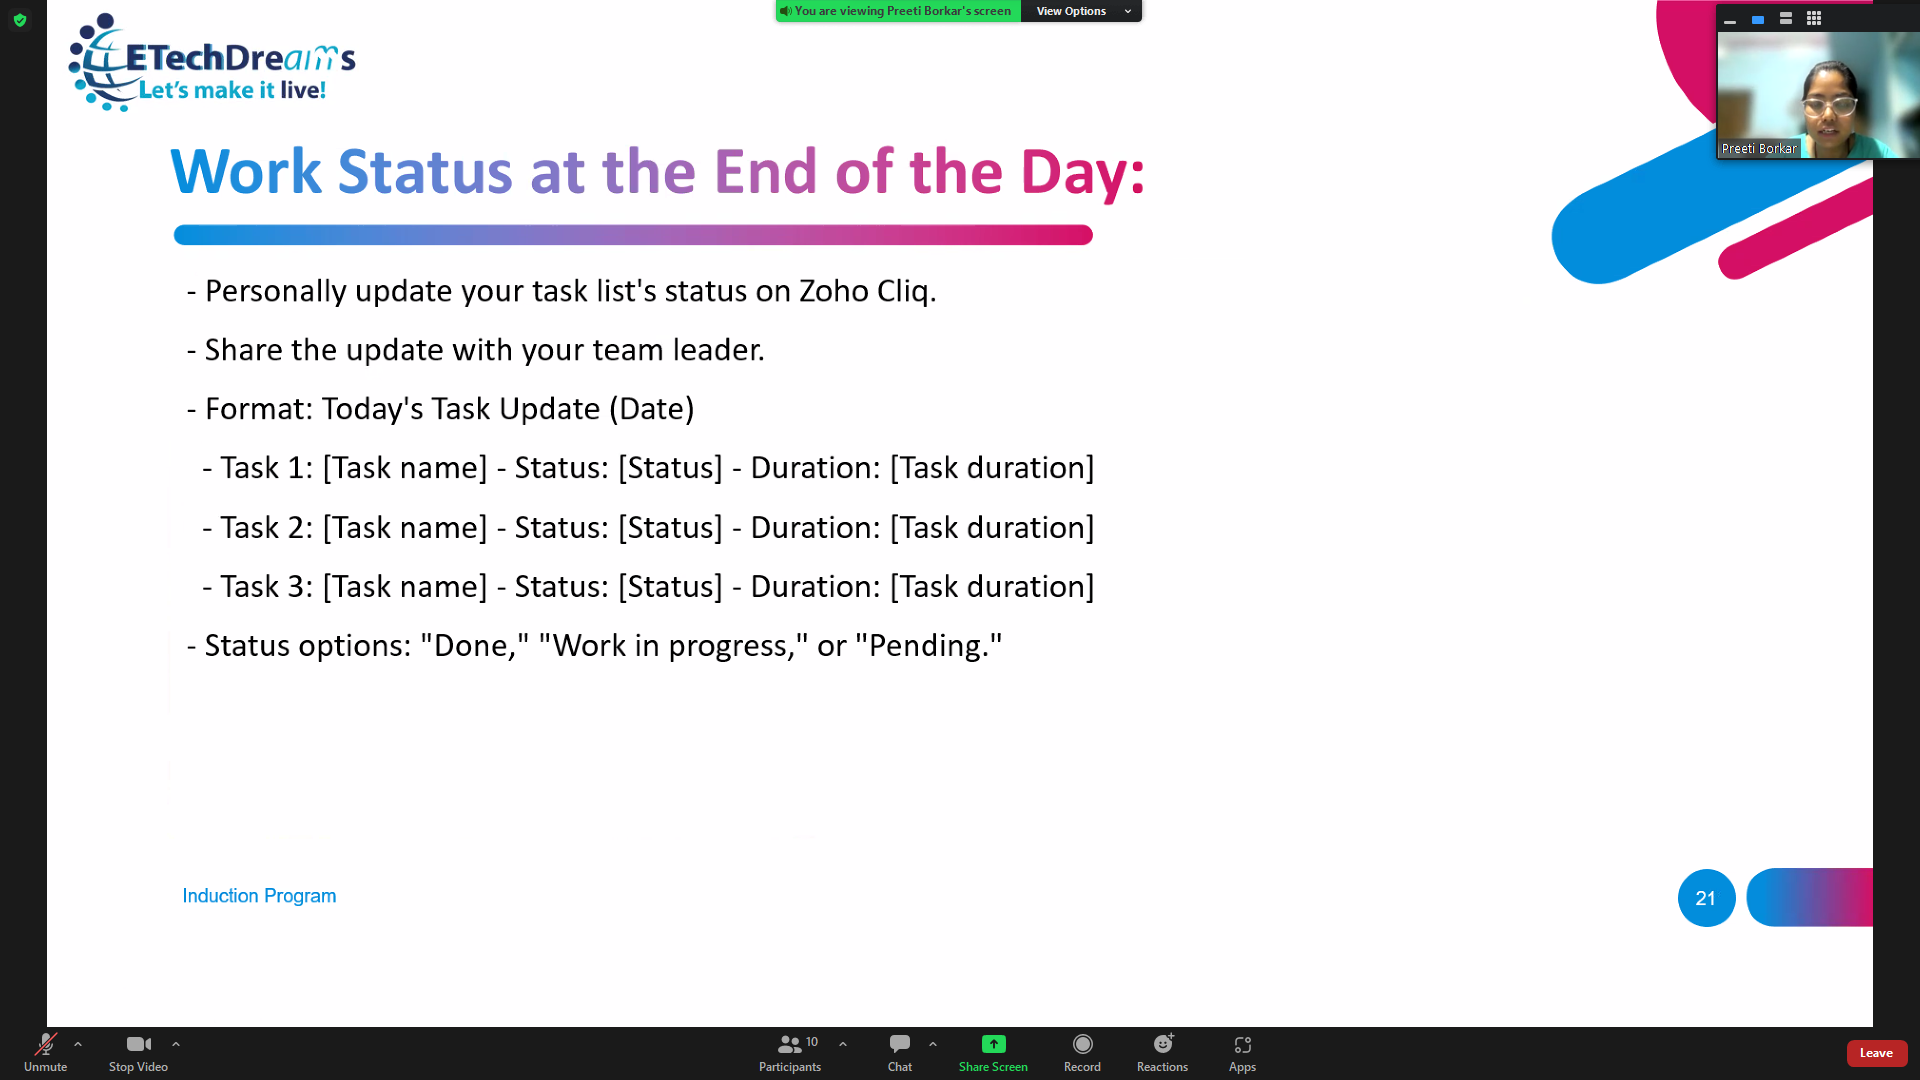 You are viewing Preeti Borkar's screen
View Options
ETechDreams
Let's make it live!
Preeti Borkar
Work Status at the End of the Day:
- Personally update your task list's status on Zoho Cliq.
- Share the update with your team leader.
- Format: Today's Task Update (Date)
- Task 1: [Task name] - Status: [Status] - Duration: [Task duration]
- Task 2: [Task name] - Status: [Status] - Duration: [Task duration]
- Task 3: [Task name] - Status: [Status] - Duration: [Task duration]
- Status options: "Done," "Work in progress," or "Pending."
Induction Program
21
Unmute
Stop Video
Participants 10
Chat
Share Screen
Record
Reactions
Apps
Leave